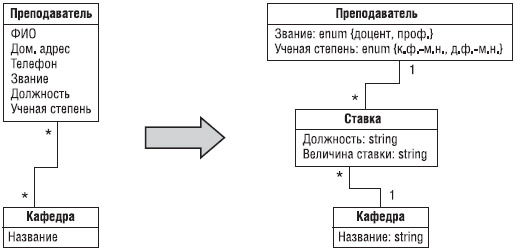 Преподаватель
ФИО
Дом. адрес
Телефон
Звание
Должность
Ученая степень
*
*
Кафедра
Название
Преподаватель
Звание: enum {доцент, проф.}
Ученая степень: enum {к.ф.-м.н., д.ф.-м.н.}
1
*
Ставка
Должность: string
Величина ставки: string
*
1
Кафедра
Название: string